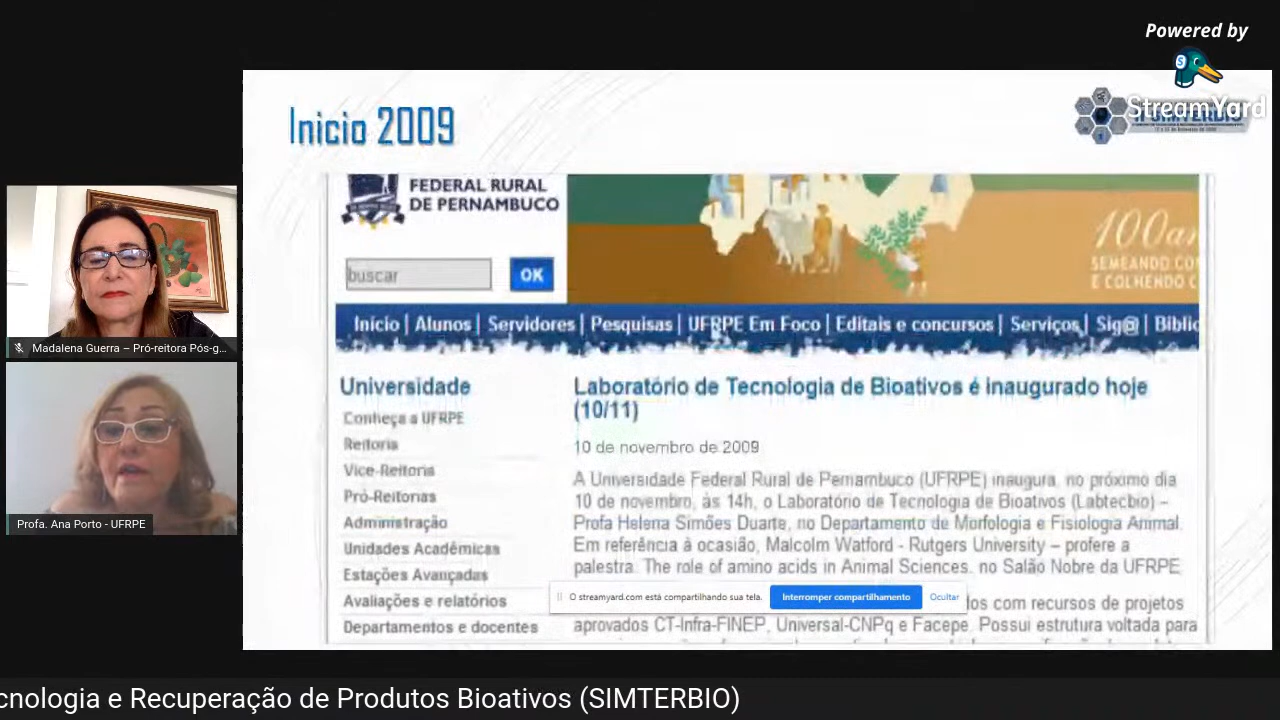 Powered by
StreamYard
Inicio 2009
FEDERAL RURAL
DE PERNAMBUCO
buscar
OK
100an
SEMEANDO CON
E COLHENDO C
Início | Alunos | Servidores | Pesquisas | UFRPE Em Foco | Editais e concursos | Serviços | Sig@ | Biblio
Universidade
Conheça a UFRPE
Reitoria
Vice-Reitoria
Pró-Reitorias
Administração
Unidades Acadêmicas
Estações Avançadas
Avaliações e relatórios
Departamentos e docentes
Laboratório de Tecnologia de Bioativos é inaugurado hoje
(10/11)
10 de novembro de 2009
A Universidade Federal Rural de Pernambuco (UFRPE) inaugura, no próximo dia
10 de novembro, às 14h, o Laboratório de Tecnologia de Bioativos (Labtecbio) –
Profa Helena Simões Duarte, no Departamento de Morfologia e Fisiologia Animal.
Em referência à ocasião, Malcolm Watford - Rutgers University – profere a
palestra: The role of amino acids in Animal Sciences, no Salão Nobre da UFRPE
dos com recursos de projetos
aprovados CT-Infra-FINEP, Universal-CNPq e Facepe. Possui estrutura voltada para
O streamyard.com está compartilhando sua tela.
Interromper compartilhamento
Ocultar
Madalena Guerra – Pró-reitora Pós-g...
Profa. Ana Porto - UFRPE
cnologia e Recuperação de Produtos Bioativos (SIMTERBIO)